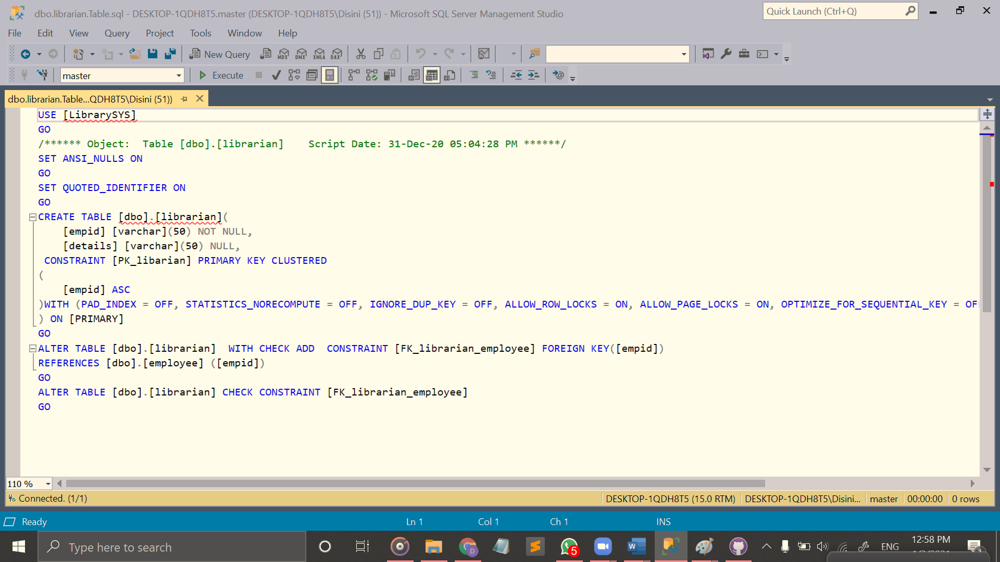 dbo.librarian.Table.sql - DESKTOP-1QDH8T5.master (DESKTOP-1QDH8T5\Disini (51)) - Microsoft SQL Server Management Studio
Quick Launch (Ctrl+Q)
File Edit View Query Project Tools Window Help
New Query MDX DMX XMLA DAX
master Execute
dbo.librarian.Table...QDH8T5\Disini (51))
USE [LibrarySYS]
GO
/****** Object:  Table [dbo].[librarian]    Script Date: 31-Dec-20 05:04:28 PM ******/
SET ANSI_NULLS ON
GO
SET QUOTED_IDENTIFIER ON
GO
CREATE TABLE [dbo].[librarian](
[empid] [varchar](50) NOT NULL,
[details] [varchar](50) NULL,
CONSTRAINT [PK_libarian] PRIMARY KEY CLUSTERED
(
[empid] ASC
)WITH (PAD_INDEX = OFF, STATISTICS_NORECOMPUTE = OFF, IGNORE_DUP_KEY = OFF, ALLOW_ROW_LOCKS = ON, ALLOW_PAGE_LOCKS = ON, OPTIMIZE_FOR_SEQUENTIAL_KEY = OF
) ON [PRIMARY]
GO
ALTER TABLE [dbo].[librarian]  WITH CHECK ADD  CONSTRAINT [FK_librarian_employee] FOREIGN KEY([empid])
REFERENCES [dbo].[employee] ([empid])
GO
ALTER TABLE [dbo].[librarian] CHECK CONSTRAINT [FK_librarian_employee]
GO
110 %
Connected. (1/1) DESKTOP-1QDH8T5 (15.0 RTM) DESKTOP-1QDH8T5\Disini... master 00:00:00 0 rows
Ready Ln 1 Col 1 Ch 1 INS
Type here to search 5 ENG 12:58 PM